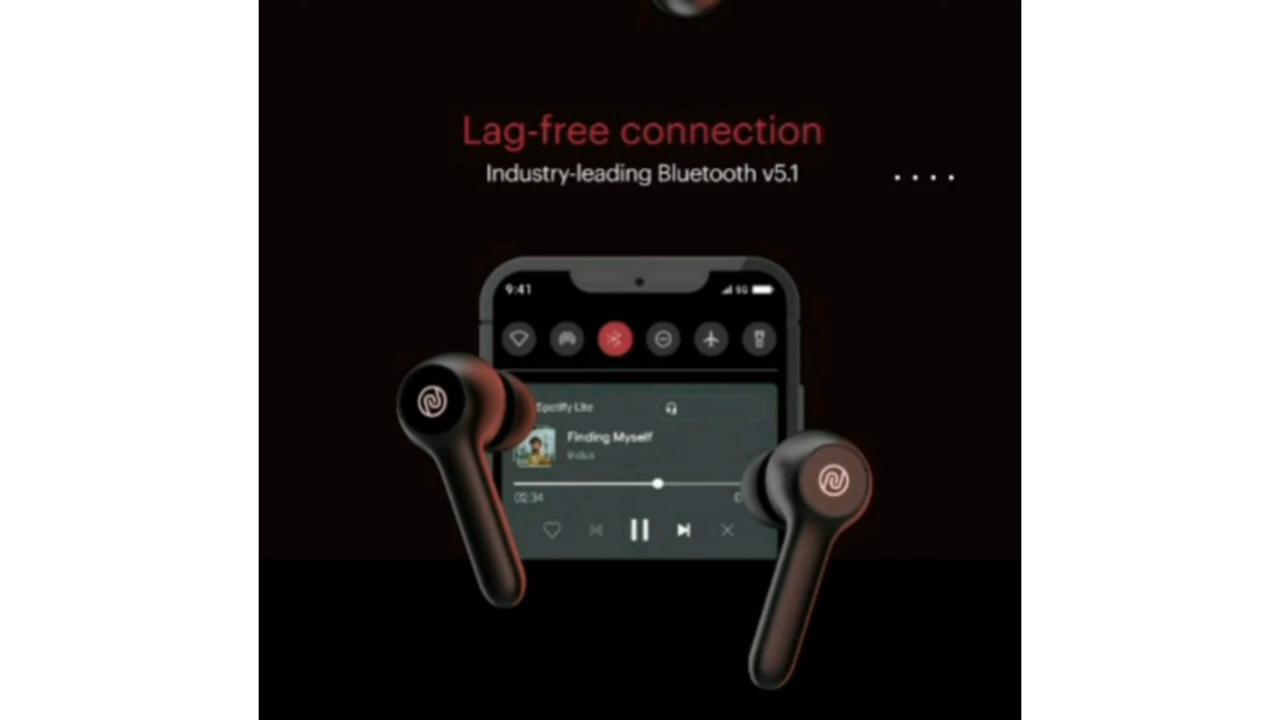 Lag-free connection
Industry-leading Bluetooth v5.1
9:41
5G
Spotify Lite
Finding Myself
02:34